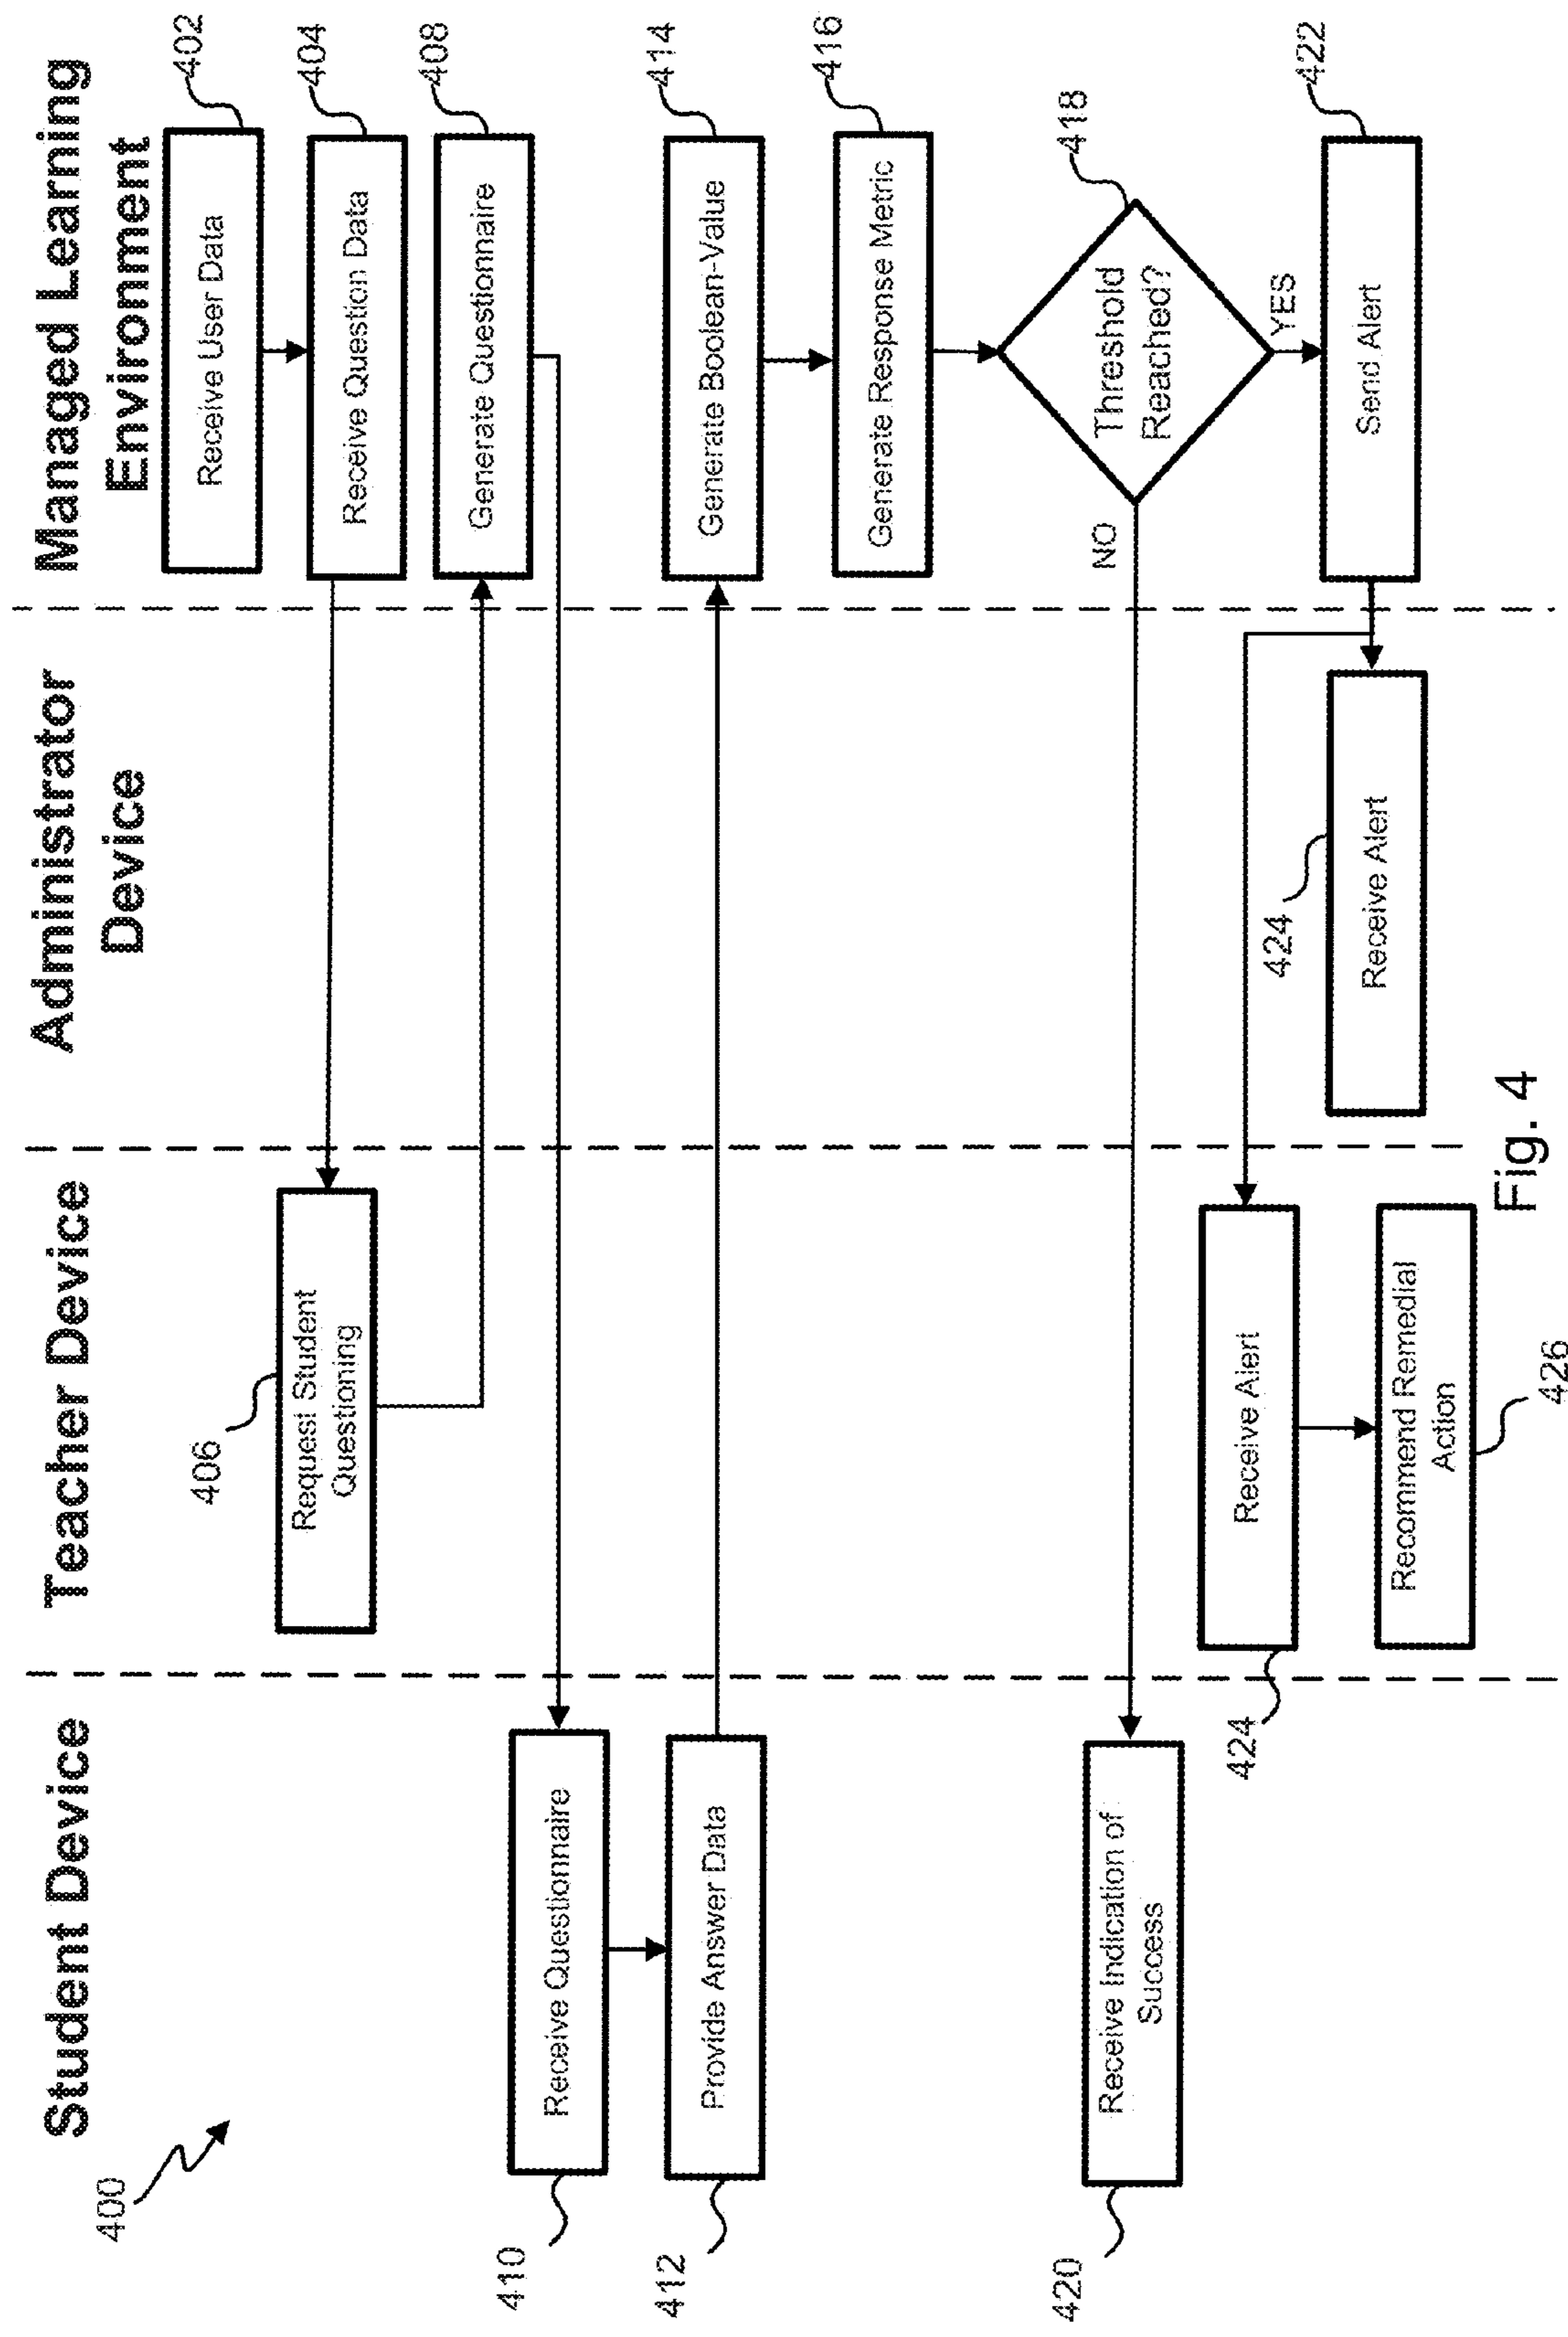 400
Student Device
Teacher Device
Administrator
Device
Managed Learning
Environment
Receive User Data
402
Receive Question Data
404
406
Request Student
Questioning
Generate Questionnaire
408
410
Receive Questionnaire
412
Provide Answer Data
Generate Boolean-Value
414
Generate Response Metric
416
Threshold
Reached?
418
NO
YES
420
Receive Indication of
Success
Send Alert
422
424
Receive Alert
424
Receive Alert
Recommend Remedial
Action
426
Fig. 4